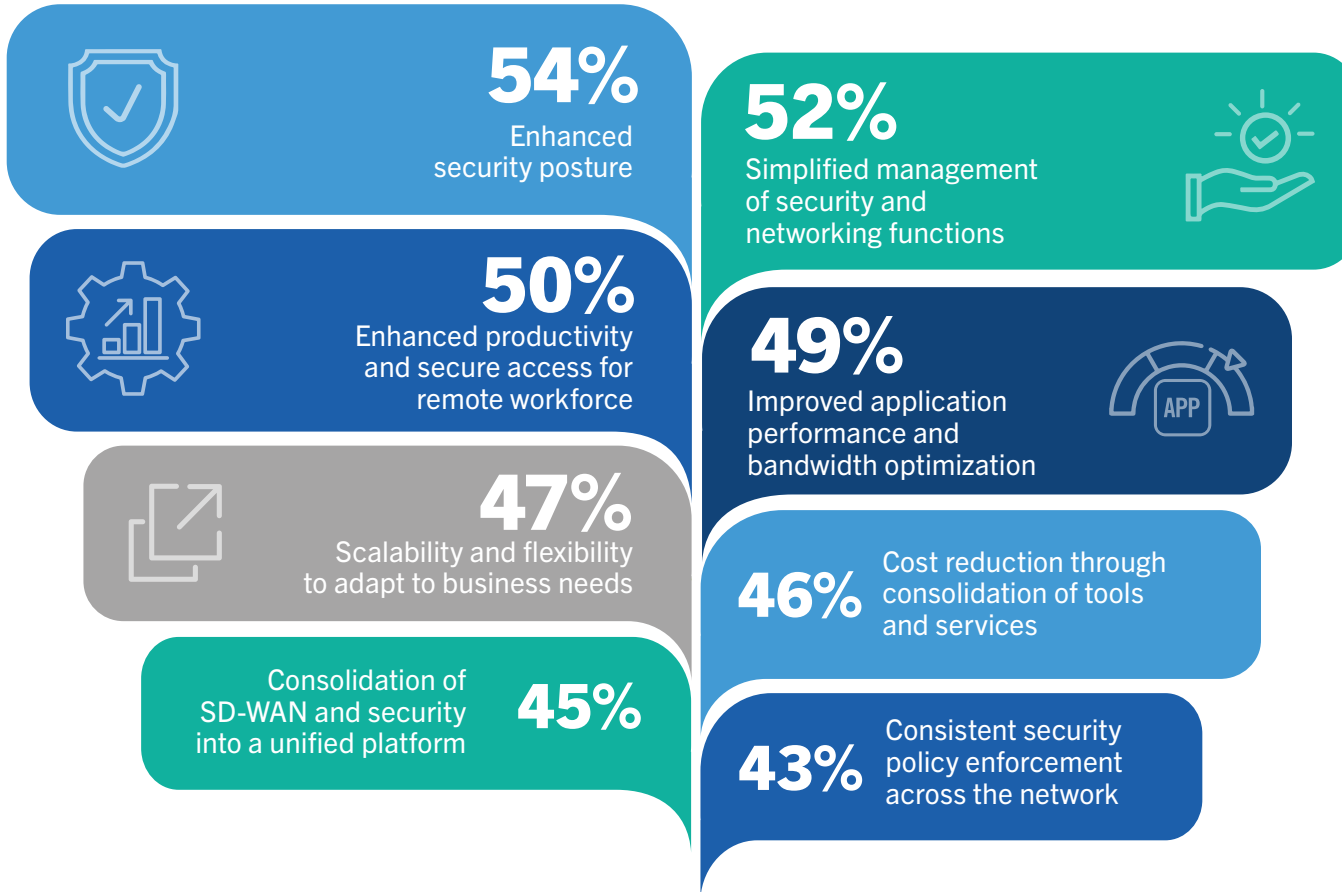 54%
Enhanced
security posture
52%
Simplified management
of security and
networking functions
50%
Enhanced productivity
and secure access for
remote workforce
49%
Improved application
performance and
bandwidth optimization
APP
47%
Scalability and flexibility
to adapt to business needs
46%
Cost reduction through
consolidation of tools
and services
Consolidation of
SD-WAN and security
into a unified platform
45%
43%
Consistent security
policy enforcement
across the network